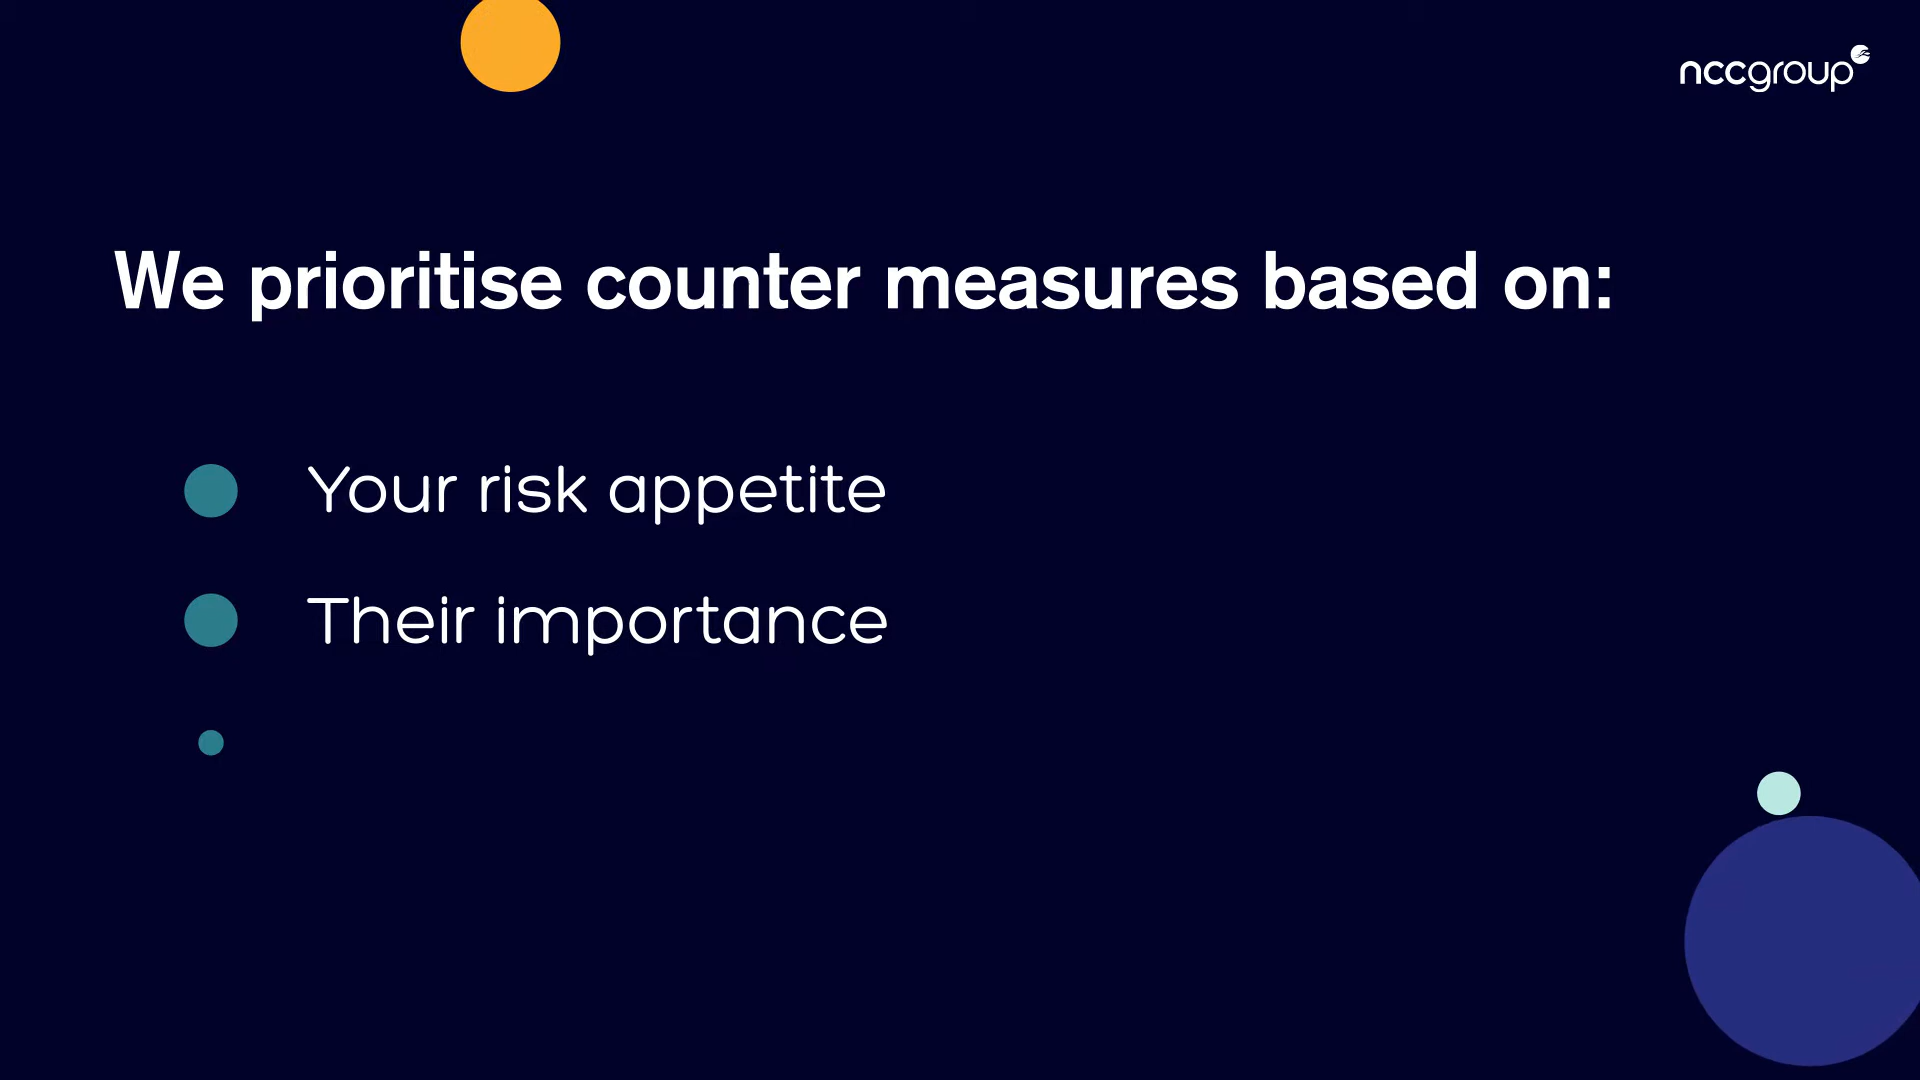 nccgroup
We prioritise counter measures based on:
Your risk appetite
Their importance